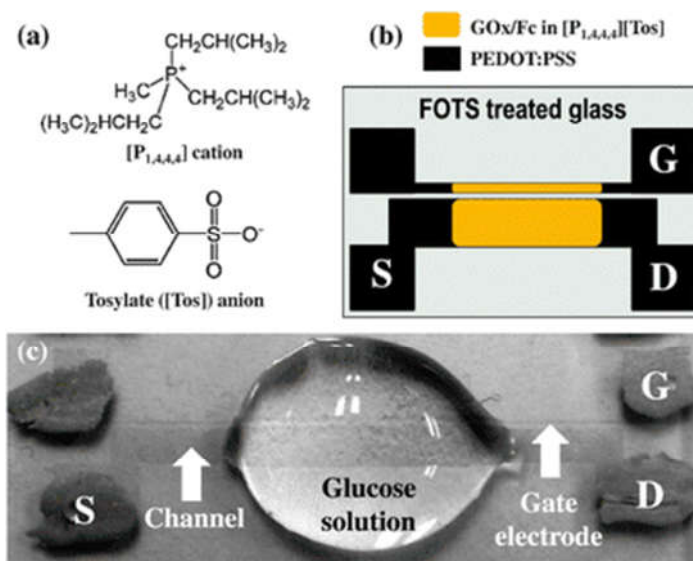 (a)
CH₂CH(CH₃)₂
H₃C P⁺ CH₂CH(CH₃)₂
(H₃C)₂HCH₂C
[P₁,₄,₄,₄] cation
O
S O⁻
O
Tosylate ([Tos]) anion
(b)
GOx/Fc in [P₁,₄,₄,₄][Tos]
PEDOT:PSS
FOTS treated glass
G
S D
(c)
G
S Channel Glucose solution Gate electrode D